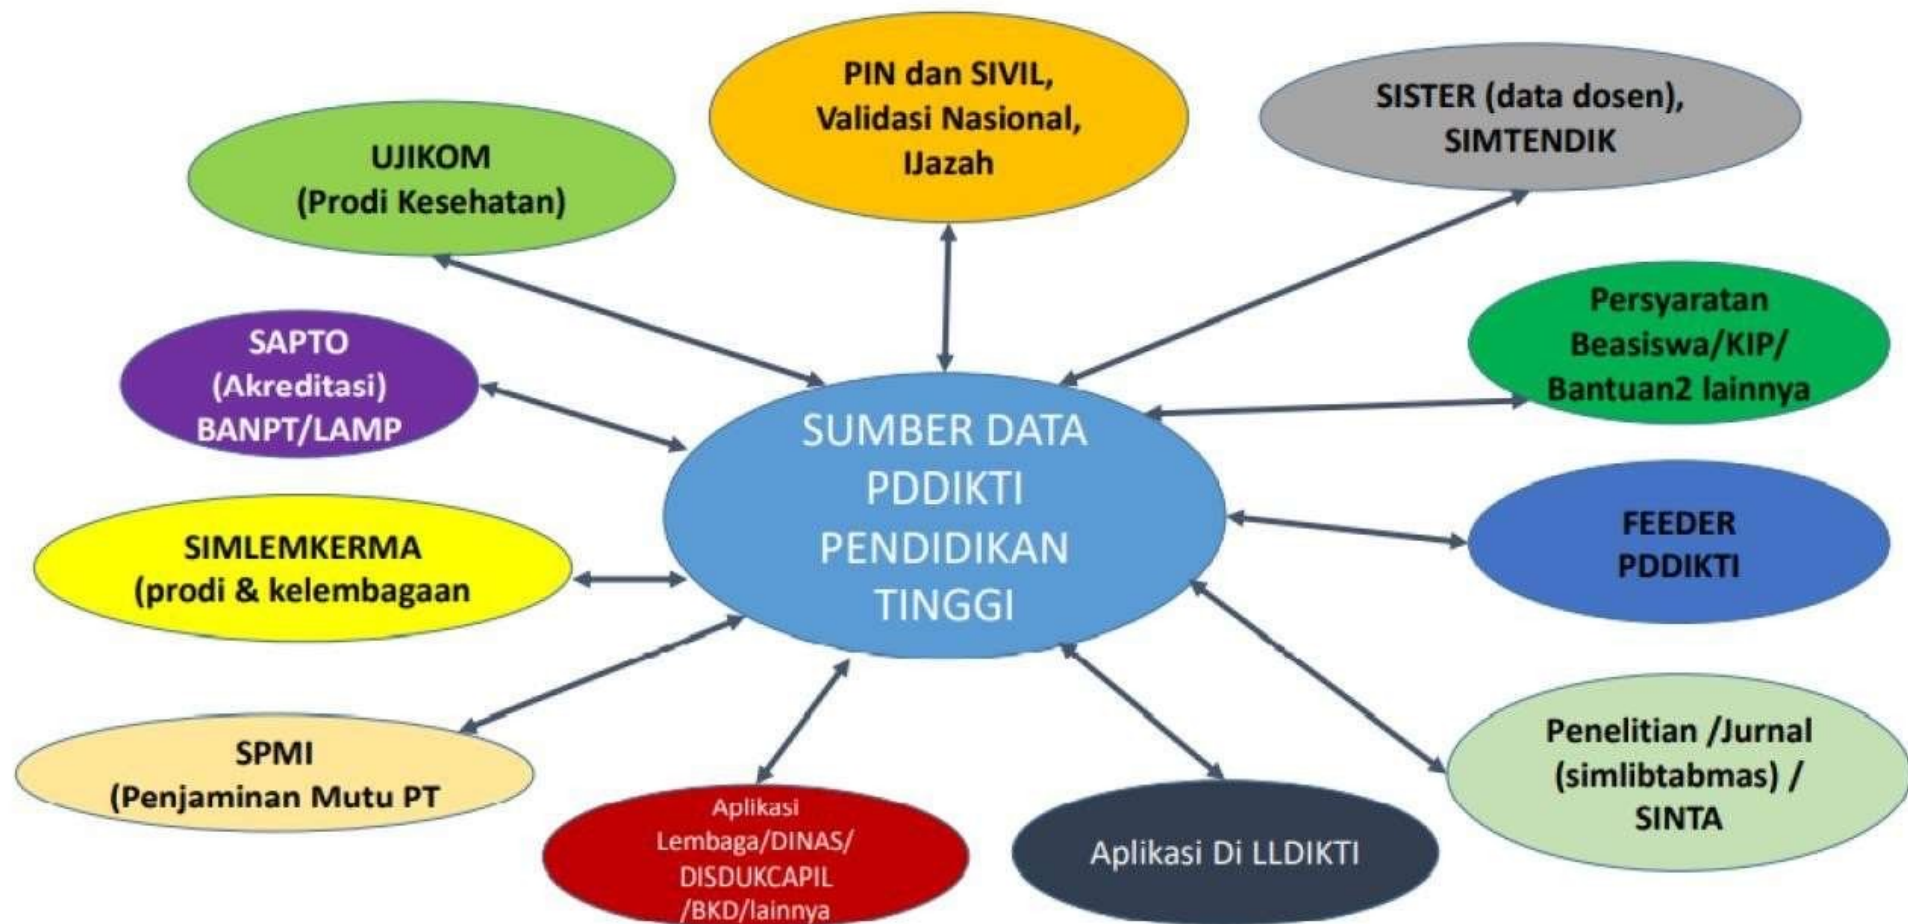 PIN dan SIVIL,
Validasi Nasional,
IJazah
SISTER (data dosen),
SIMTENDIK
UJIKOM
(Prodi Kesehatan)
Persyaratan
Beasiswa/KIP/
Bantuan2 lainnya
SAPTO
(Akreditasi)
BANPT/LAMP
SUMBER DATA
PDDIKTI
PENDIDIKAN
TINGGI
FEEDER
PDDIKTI
SIMLEMKERMA
(prodi & kelembagaan
SPMI
(Penjaminan Mutu PT
Aplikasi
Lembaga/DINAS/
DISDUKCAPIL
/BKD/lainnya
Aplikasi Di LLDIKTI
Penelitian /Jurnal
(simlibtabmas) /
SINTA